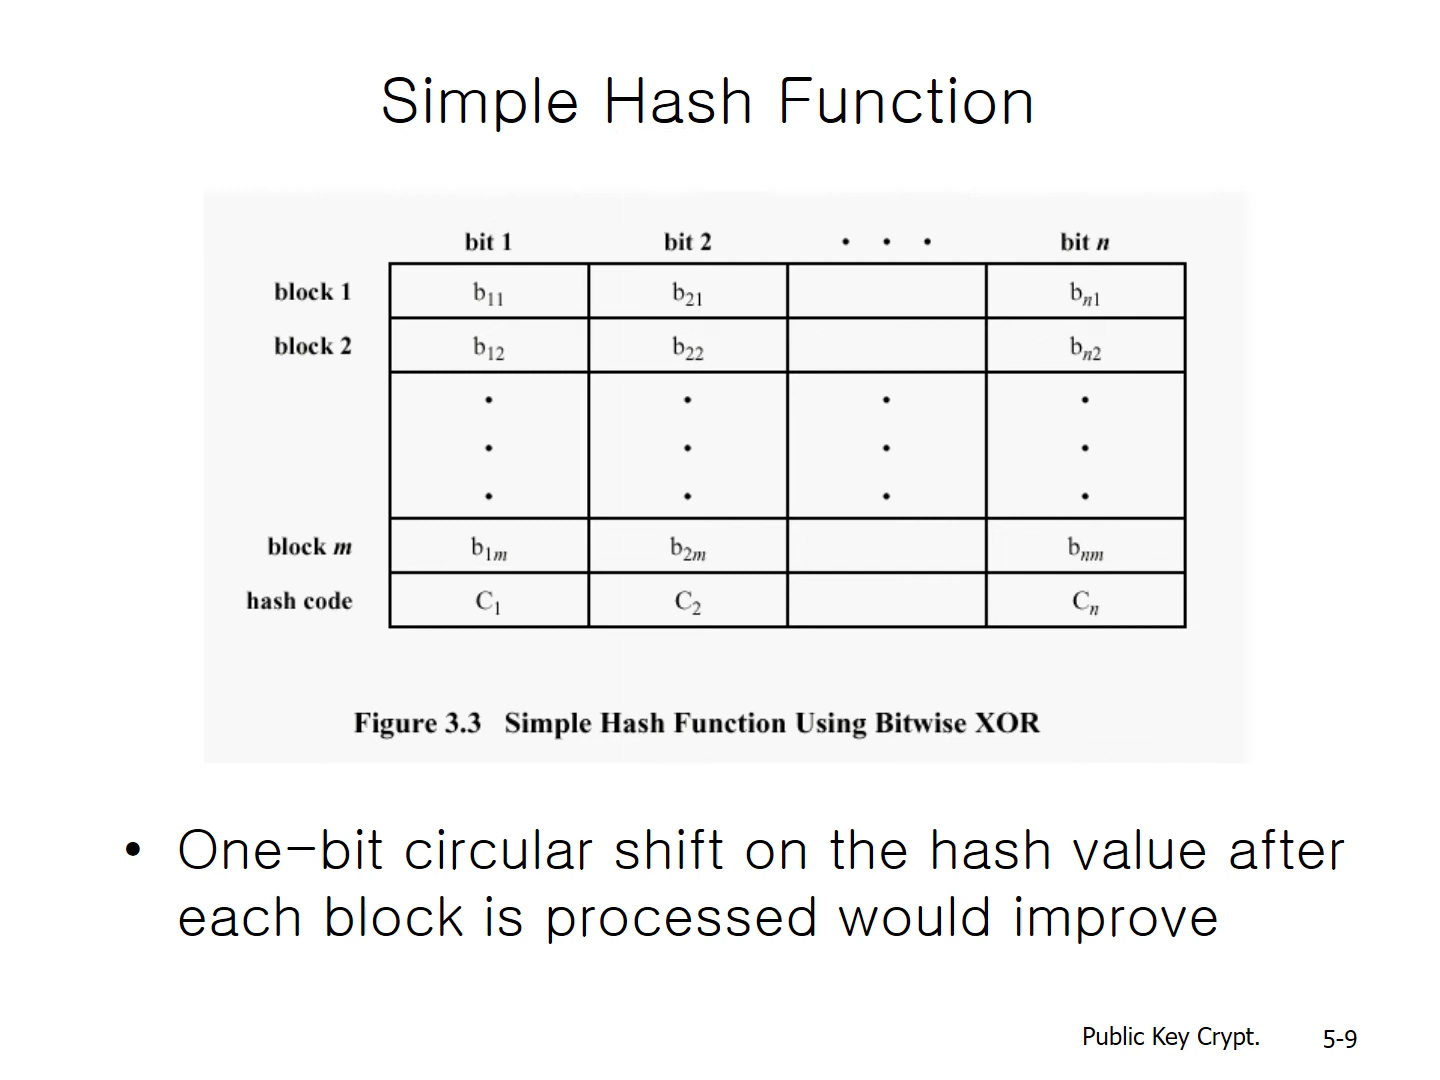 Simple Hash Function
bit 1 bit 2 • • • bit n
block 1 b11 b21 bn1
block 2 b12 b22 bn2
• • • •
• • • •
• • • •
block m b1m b2m bnm
hash code C1 C2 Cn
Figure 3.3 Simple Hash Function Using Bitwise XOR
• One-bit circular shift on the hash value after
each block is processed would improve
Public Key Crypt. 5-9